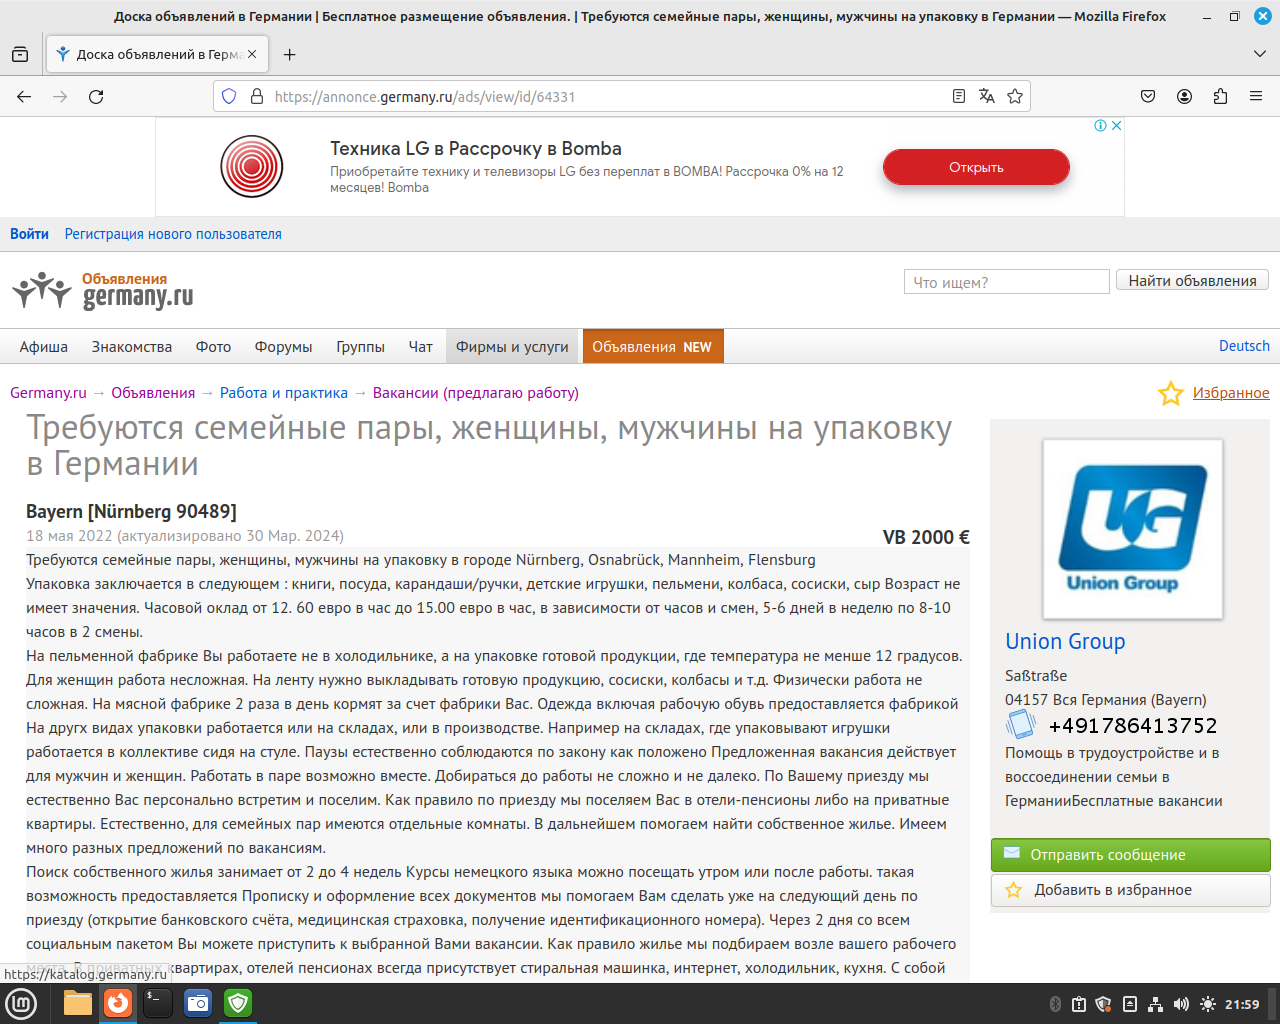 Доска объявлений в Германии | Бесплатное размещение объявления. | Требуются семейные пары, женщины, мужчины на упаковку в Германии — Mozilla Firefox
Доска объявлений в Герма
https://annonce.germany.ru/ads/view/id/64331
Техника LG в Рассрочку в Bomba
Приобретайте технику и телевизоры LG без переплат в BOMBA! Рассрочка 0% на 12
месяцев! Bomba
Открыть
Войти Регистрация нового пользователя
Объявления
germany.ru
Что ищем?
Найти объявления
Афиша Знакомства Фото Форумы Группы Чат Фирмы и услуги Объявления NEW
Deutsch
Germany.ru → Объявления → Работа и практика → Вакансии (предлагаю работу)
Избранное
Требуются семейные пары, женщины, мужчины на упаковку
в Германии
Bayern [Nürnberg 90489]
18 мая 2022 (актуализировано 30 Мар. 2024)
VB 2000 €
Требуются семейные пары, женщины, мужчины на упаковку в городе Nürnberg, Osnabrück, Mannheim, Flensburg
Упаковка заключается в следующем : книги, посуда, карандаши/ручки, детские игрушки, пельмени, колбаса, сосиски, сыр Возраст не
имеет значения. Часовой оклад от 12. 60 евро в час до 15.00 евро в час, в зависимости от часов и смен, 5-6 дней в неделю по 8-10
часов в 2 смены.
На пельменной фабрике Вы работаете не в холодильнике, а на упаковке готовой продукции, где температура не меньше 12 градусов.
Для женщин работа несложная. На ленту нужно выкладывать готовую продукцию, сосиски, колбасы и т.д. Физически работа не
сложная. На мясной фабрике 2 раза в день кормят за счет фабрики Вас. Одежда включая рабочую обувь предоставляется фабрикой
На другх видах упаковки работается или на складах, или в производстве. Например на складах, где упаковывают игрушки
работается в коллективе сидя на стуле. Паузы естественно соблюдаются по закону как положено Предложенная вакансия действует
для мужчин и женщин. Работать в паре возможно вместе. Добираться до работы не сложно и не далеко. По Вашему приезду мы
естественно Вас персонально встретим и поселим. Как правило по приезду мы поселяем Вас в отели-пенсионы либо на приватные
квартиры. Естественно, для семейных пар имеются отдельные комнаты. В дальнейшем помогаем найти собственное жилье. Имеем
много разных предложений по вакансиям.
Поиск собственного жилья занимает от 2 до 4 недель Курсы немецкого языка можно посещать утром или после работы. такая
возможность предоставляется Прописку и оформление всех документов мы помогаем Вам сделать уже на следующий день по
приезду (открытие банковского счёта, медицинская страховка, получение идентификационного номера). Через 2 дня со всем
социальным пакетом Вы можете приступить к выбранной Вами вакансии. Как правило жилье мы подбираем возле вашего рабочего
места. В приватных квартирах, отелей пенсионах всегда присутствует стиральная машинка, интернет, холодильник, кухня. С собой
UG
Union Group
Union Group
Saßtraße
04157 Вся Германия (Bayern)
+491786413752
Помощь в трудоустройстве и в
воссоединении семьи в
ГерманииБесплатные вакансии
Отправить сообщение
Добавить в избранное
https://katalog.germany.ru
21:59